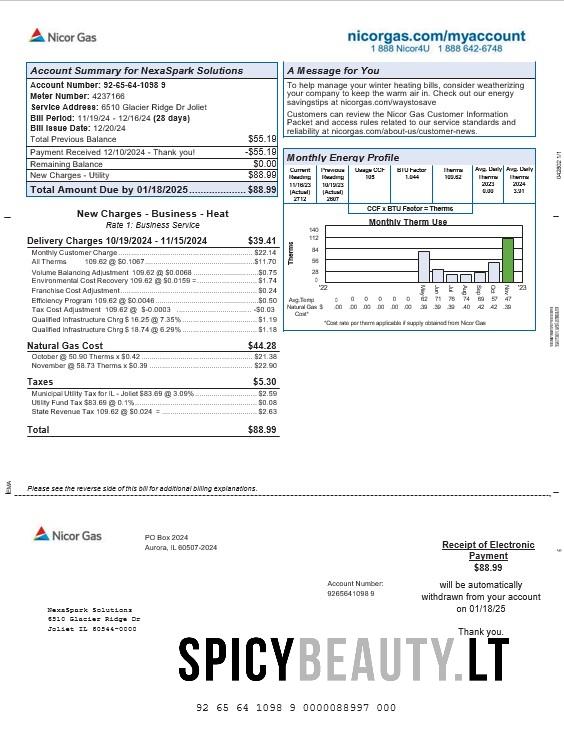 Nicor Gas
nicorgas.com/myaccount
1 888 Nicor4U 1 888 642-6748
Account Summary for NexaSpark Solutions
Account Number: 92-65-64-1098 9
Meter Number: 4237166
Service Address: 6510 Glacier Ridge Dr Joliet
Bill Period: 11/19/24 - 12/16/24 (28 days)
Bill Issue Date: 12/20/24
Total Previous Balance $55.19
Payment Received 12/10/2024 - Thank you! -$55.19
Remaining Balance $0.00
New Charges - Utility $88.99
Total Amount Due by 01/18/2025 $88.99
A Message for You
To help manage your winter heating bills, consider weatherizing
your company to keep the warm air in. Check out our energy
savingstips at nicorgas.com/waystosave
Customers can review the Nicor Gas Customer Information
Packet and access rules related to our service standards and
reliability at nicorgas.com/about-us/customer-news.
Monthly Energy Profile
Current Reading 11/16/23 (Actual) 2712
Previous Reading 10/19/23 (Actual) 2607
Usage CCF 105
BTU Factor 1.044
Therms 109.62
Avg. Daily Therms 2023 0.00
Avg. Daily Therms 2024 3.91
CCF x BTU Factor = Therms
Monthly Therm Use
Therms
140
112
84
56
28
0
'22 May Jun Jul Aug Sep Oct Nov '23
Avg.Temp 0 0 0 0 0 62 71 76 74 69 57 47
Natural Gas $ .00 .00 .00 .00 .00 .39 .39 .39 .42 .42 .42 .39
Cost*
*Cost rate per therm applicable if supply obtained from Nicor Gas
New Charges - Business - Heat
Rate 1: Business Service
Delivery Charges 10/19/2024 - 11/15/2024 $39.41
Monthly Customer Charge $22.14
All Therms 109.62 @ $0.1067 $11.70
Volume Balancing Adjustment 109.62 @ $0.0068 $0.75
Environmental Cost Recovery 109.62 @ $0.0159 = $1.74
Franchise Cost Adjustment $0.24
Efficiency Program 109.62 @ $0.0046 $0.50
Tax Cost Adjustment 109.62 @ $-0.0003 -$0.03
Qualified Infrastructure Chrg $ 16.25 @ 7.35% $1.19
Qualified Infrastructure Chrg $ 18.74 @ 6.29% $1.18
Natural Gas Cost $44.28
October @ 50.90 Therms x $0.42 $21.38
November @ 58.73 Therms x $0.39 $22.90
Taxes $5.30
Municipal Utility Tax for IL - Joliet $83.69 @ 3.09% $2.59
Utility Fund Tax $83.69 @ 0.1% $0.08
State Revenue Tax 109.62 @ $0.024 = $2.63
Total $88.99
Please see the reverse side of this bill for additional billing explanations.
Nicor Gas
PO Box 2024
Aurora, IL 60507-2024
Receipt of Electronic
Payment
$88.99
will be automatically
withdrawn from your account
on 01/18/25
Thank you.
Account Number:
9265641098 9
NexaSpark Solutions
6510 Glacier Ridge Dr
Joliet IL 60544-0000
SPICYBEAUTY.LT
92 65 64 1098 9 0000088997 000